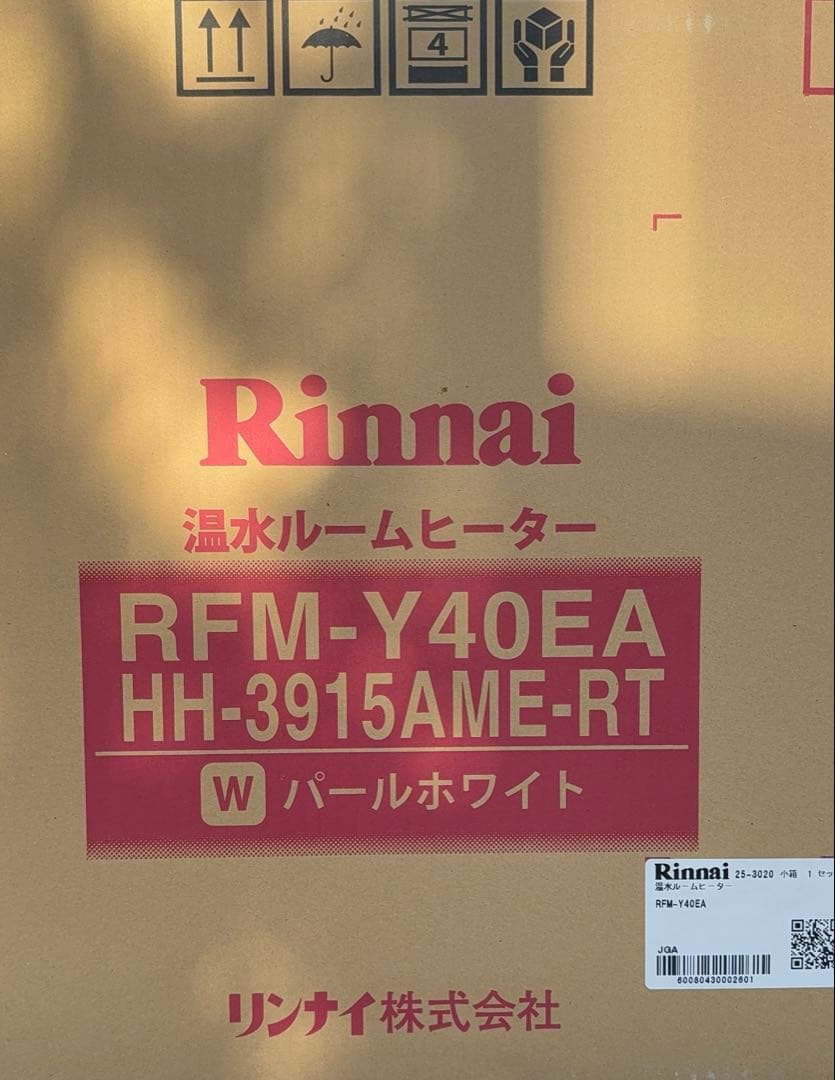 4
Rinnai
温水ルームヒーター
RFM-Y40EA
HH-3915AME-RT
W パールホワイト
Rinnai 25-3020 小箱 1 セッ
温水ルームヒーター
RFM-Y40EA
JGA
60080430002601
リンナイ株式会社